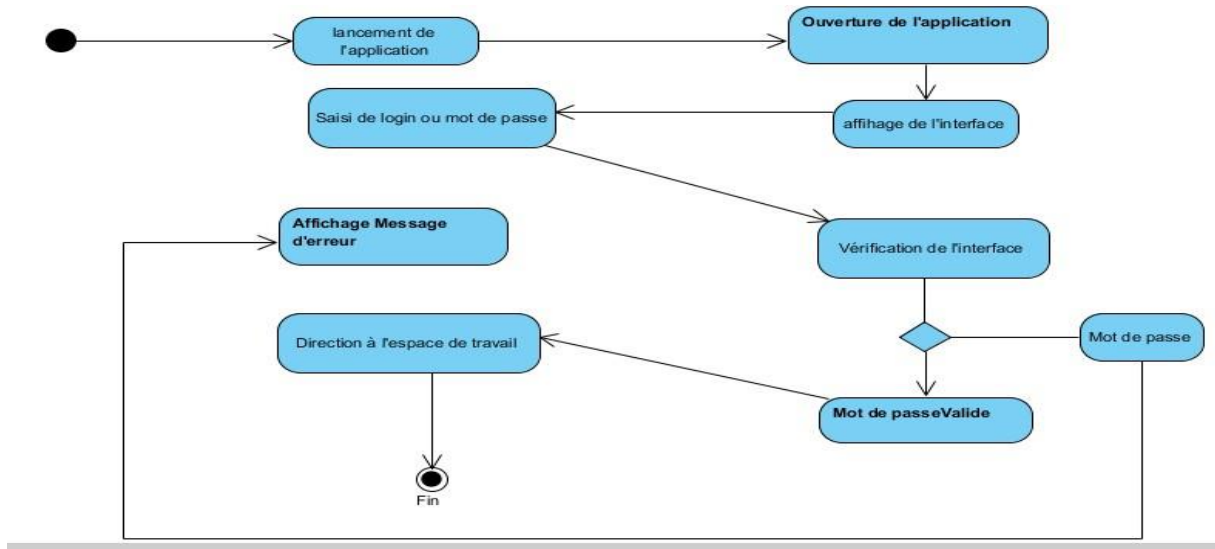 lancement de
l'application
Ouverture de l'application
Saisi de login ou mot de passe
affihage de l'interface
Affichage Message
d'erreur
Vérification de l'interface
Direction à l'espace de travail
Mot de passe
Mot de passeValide
Fin